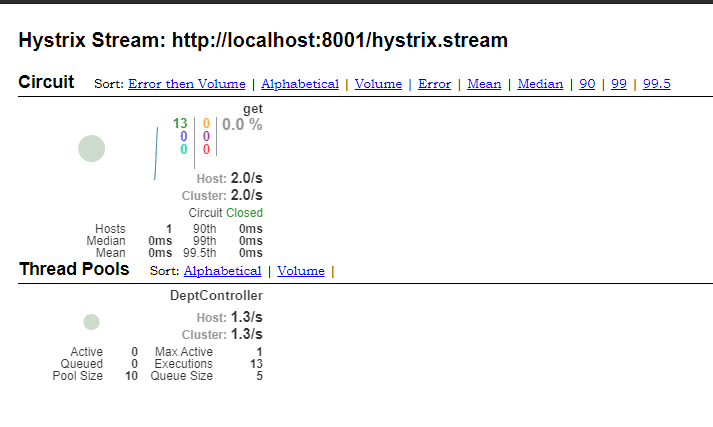 Hystrix Stream: http://localhost:8001/hystrix.stream
Circuit Sort: Error then Volume | Alphabetical | Volume | Error | Mean | Median | 90 | 99 | 99.5
get
13 | 0 | 0.0 %
0 | 0
0 | 0
Host: 2.0/s
Cluster: 2.0/s
Circuit Closed
Hosts 1 90th 0ms
Median 0ms 99th 0ms
Mean 0ms 99.5th 0ms
Thread Pools Sort: Alphabetical | Volume |
DeptController
Host: 1.3/s
Cluster: 1.3/s
Active 0 Max Active 1
Queued 0 Executions 13
Pool Size 10 Queue Size 5